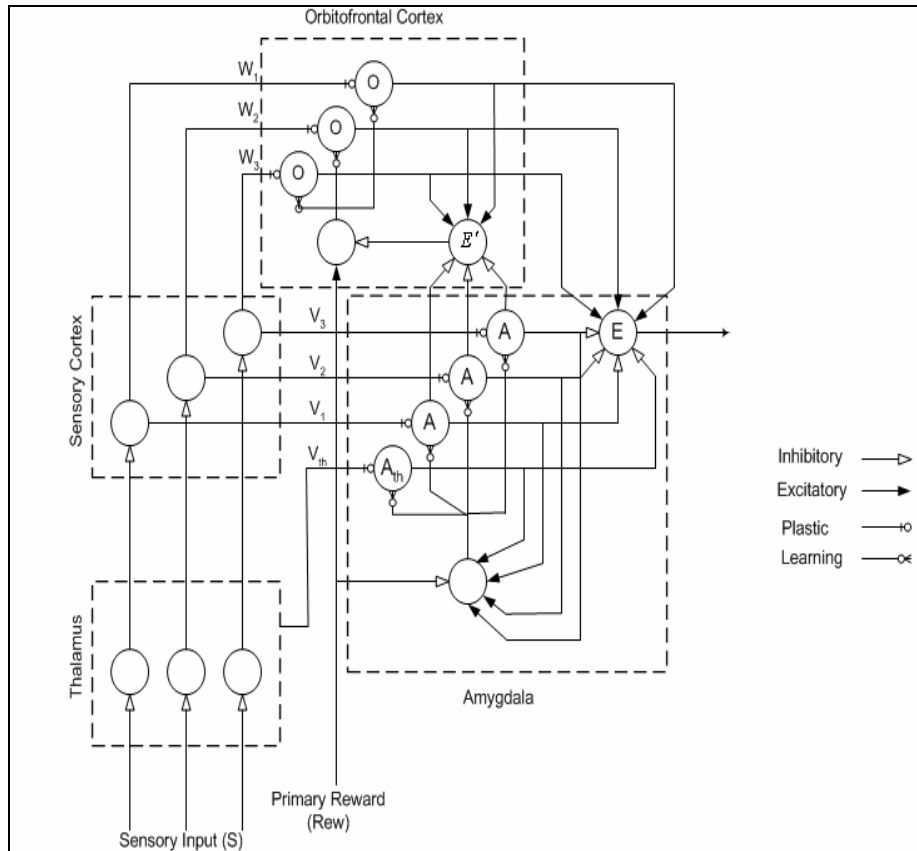 Orbitofrontal Cortex
W1
O
W2
O
W3
O
E'
Sensory Cortex
V3
A
E
V2
A
V1
A
Vth
Ath
Inhibitory
Excitatory
Plastic
Learning
Thalamus
Amygdala
Primary Reward
(Rew)
Sensory Input (S)